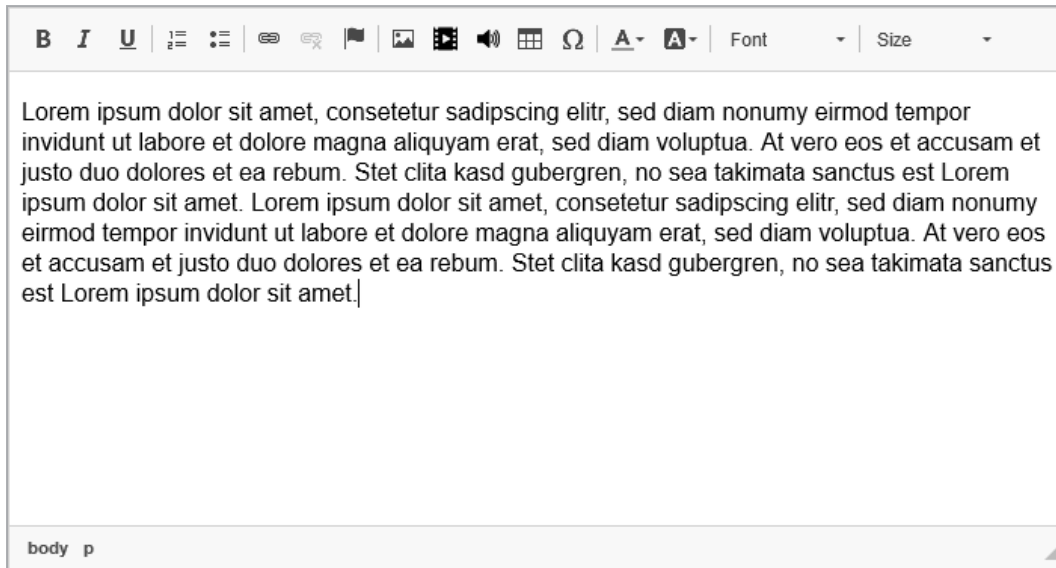 B I U Ω A A Font Size
Lorem ipsum dolor sit amet, consetetur sadipscing elitr, sed diam nonumy eirmod tempor
invidunt ut labore et dolore magna aliquyam erat, sed diam voluptua. At vero eos et accusam et
justo duo dolores et ea rebum. Stet clita kasd gubergren, no sea takimata sanctus est Lorem
ipsum dolor sit amet. Lorem ipsum dolor sit amet, consetetur sadipscing elitr, sed diam nonumy
eirmod tempor invidunt ut labore et dolore magna aliquyam erat, sed diam voluptua. At vero eos
et accusam et justo duo dolores et ea rebum. Stet clita kasd gubergren, no sea takimata sanctus
est Lorem ipsum dolor sit amet.
body p